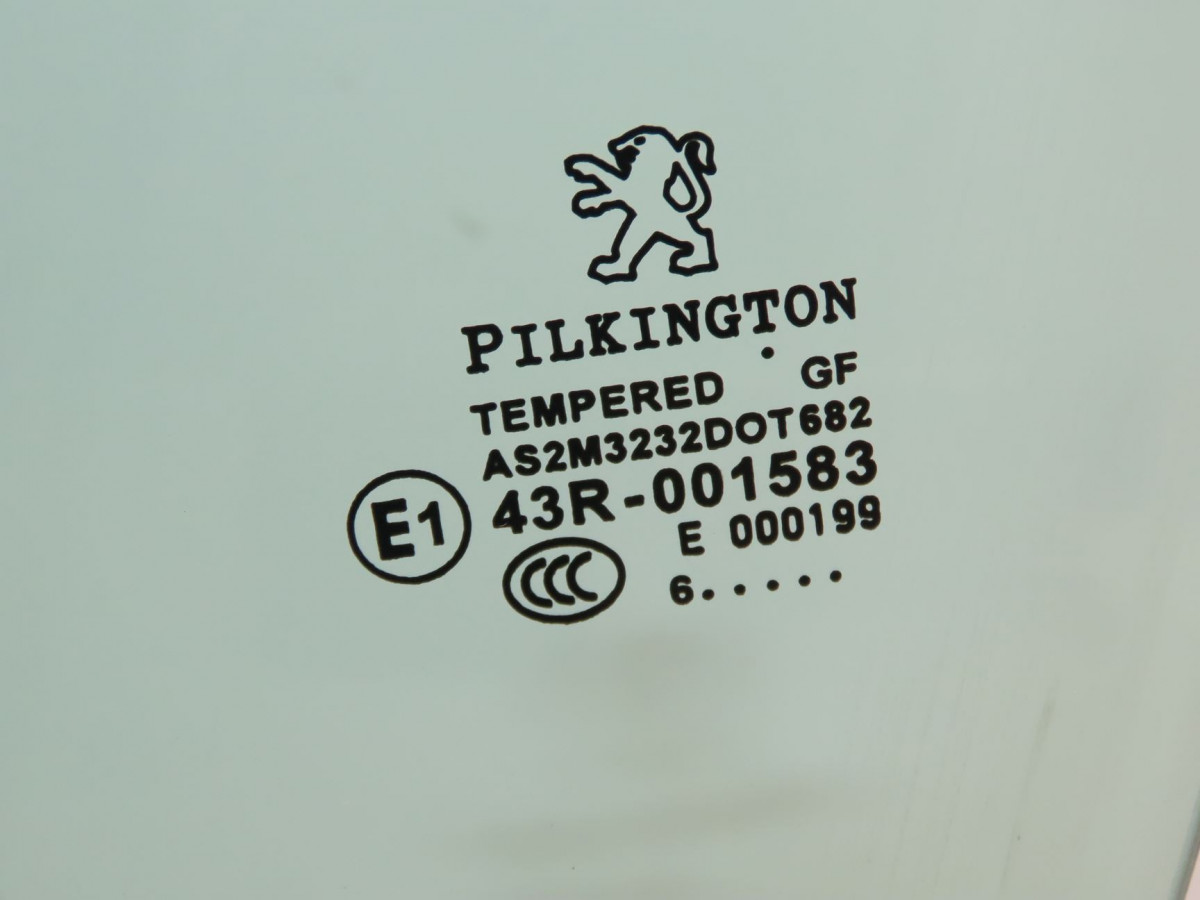 PILKINGTON
TEMPERED GF
AS2M3232DOT682
E1 43R-001583
E 000199
CCC 6.....